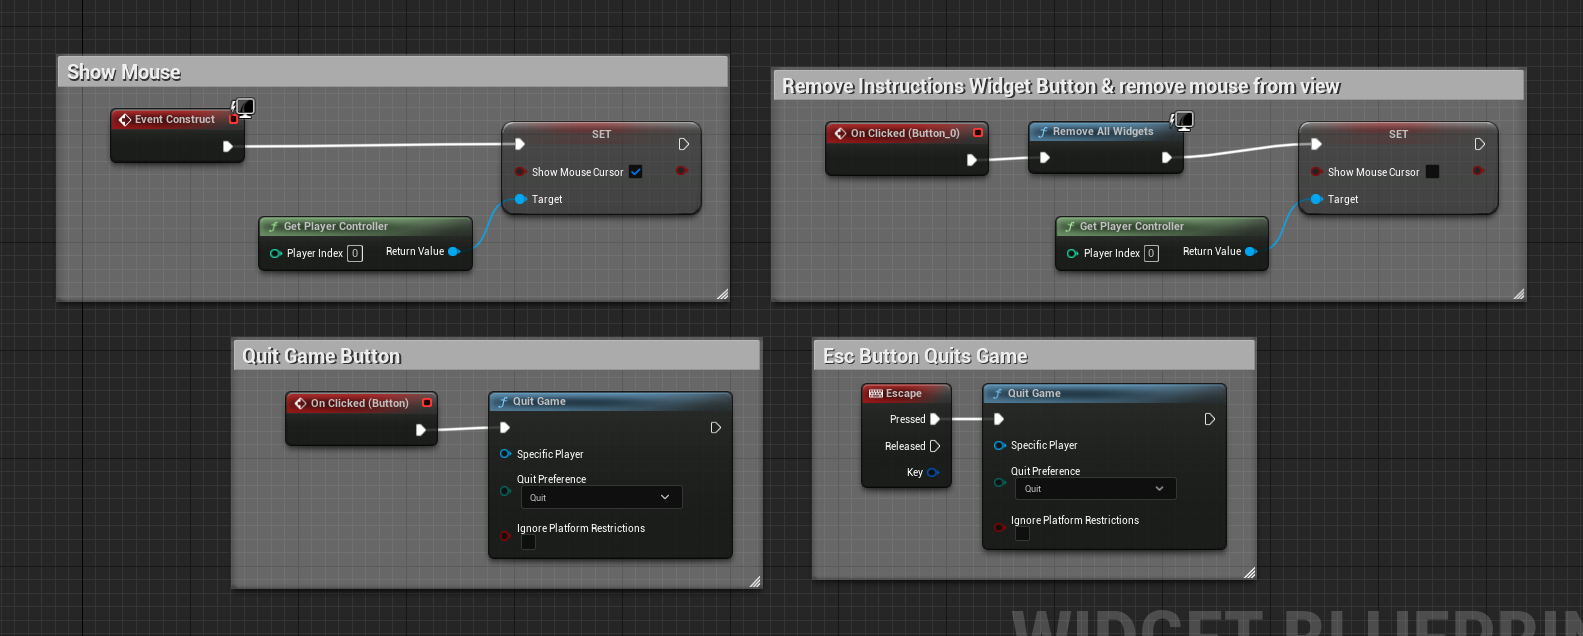 Show Mouse
Event Construct
SET
Show Mouse Cursor
Target
Get Player Controller
Player Index 0
Return Value
Remove Instructions Widget Button & remove mouse from view
On Clicked (Button_0)
Remove All Widgets
SET
Show Mouse Cursor
Target
Get Player Controller
Player Index 0
Return Value
Quit Game Button
On Clicked (Button)
Quit Game
Specific Player
Quit Preference
Quit
Ignore Platform Restrictions
Esc Button Quits Game
Escape
Pressed
Released
Key
Quit Game
Specific Player
Quit Preference
Quit
Ignore Platform Restrictions
WIDGET BLUEPRIN